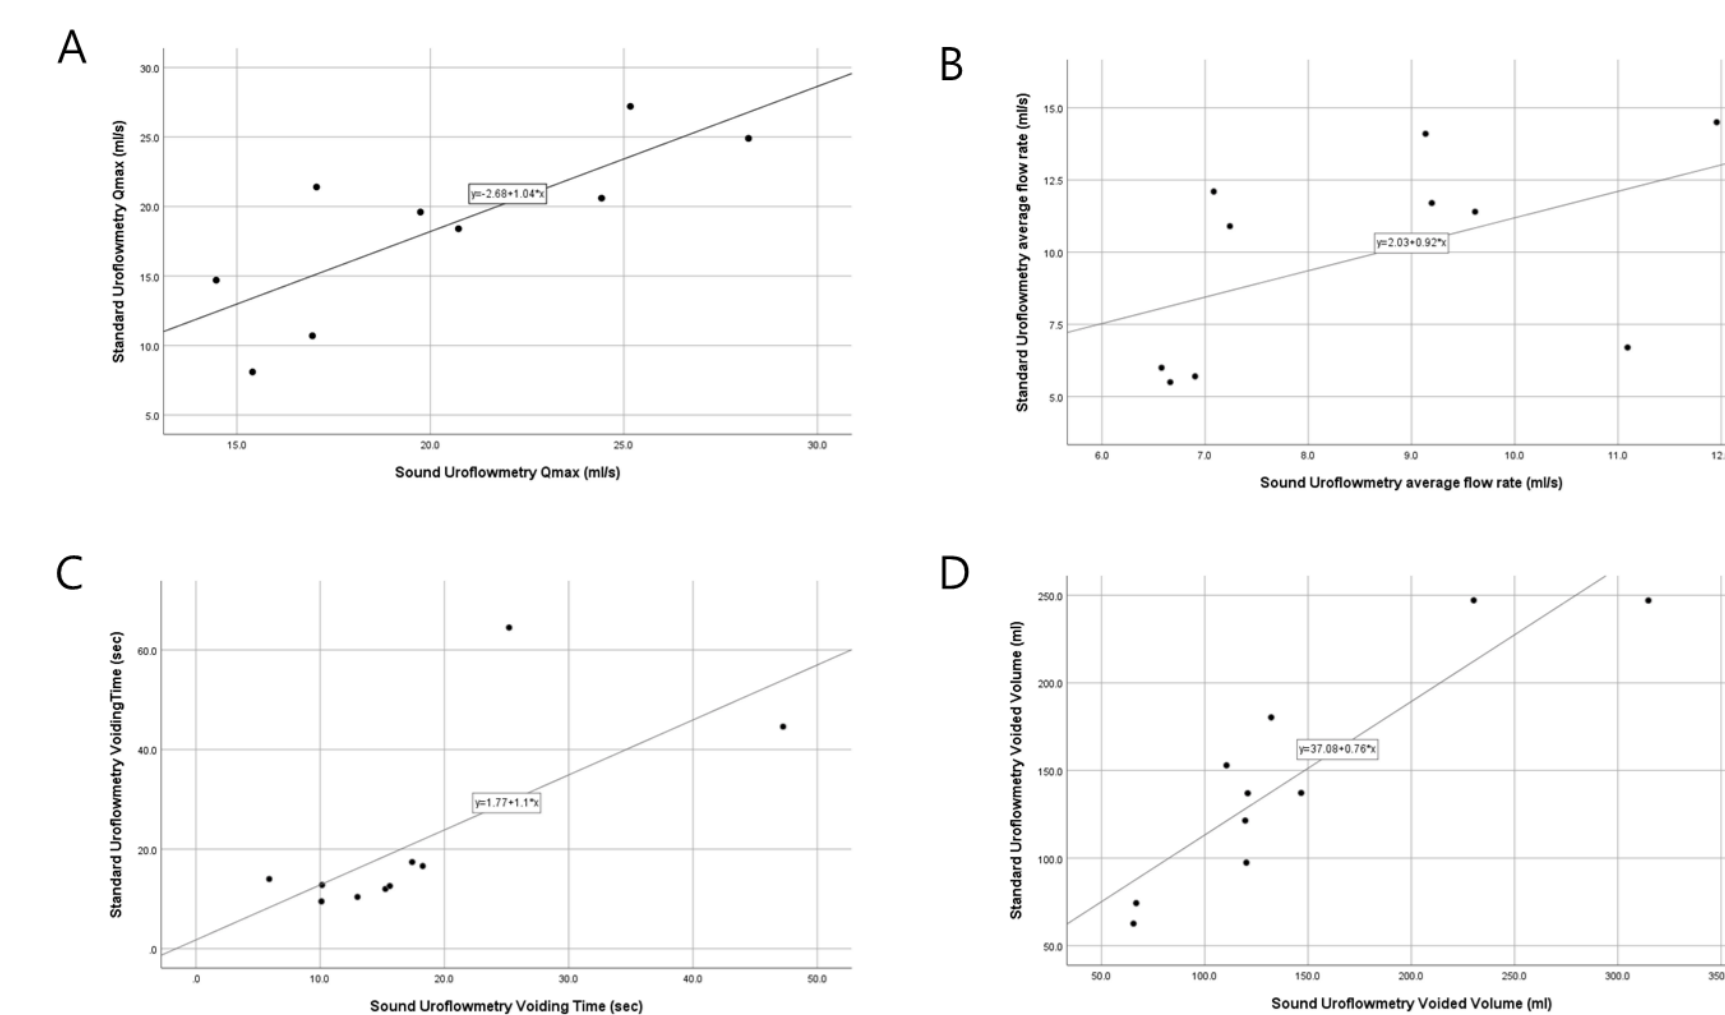 A
30.0
25.0
20.0
15.0
10.0
5.0
Standard Uroflowmetry Qmax (ml/s)
y=-2.68+1.04*x
15.0 20.0 25.0 30.0
Sound Uroflowmetry Qmax (ml/s)
B
15.0
12.5
10.0
7.5
5.0
Standard Uroflowmetry average flow rate (ml/s)
y=2.03+0.92*x
6.0 7.0 8.0 9.0 10.0 11.0 12.
Sound Uroflowmetry average flow rate (ml/s)
C
60.0
40.0
20.0
.0
Standard Uroflowmetry VoidingTime (sec)
y=1.77+1.1*x
.0 10.0 20.0 30.0 40.0 50.0
Sound Uroflowmetry Voiding Time (sec)
D
250.0
200.0
150.0
100.0
50.0
Standard Uroflowmetry Voided Volume (ml)
y=37.08+0.76*x
50.0 100.0 150.0 200.0 250.0 300.0 350
Sound Uroflowmetry Voided Volume (ml)